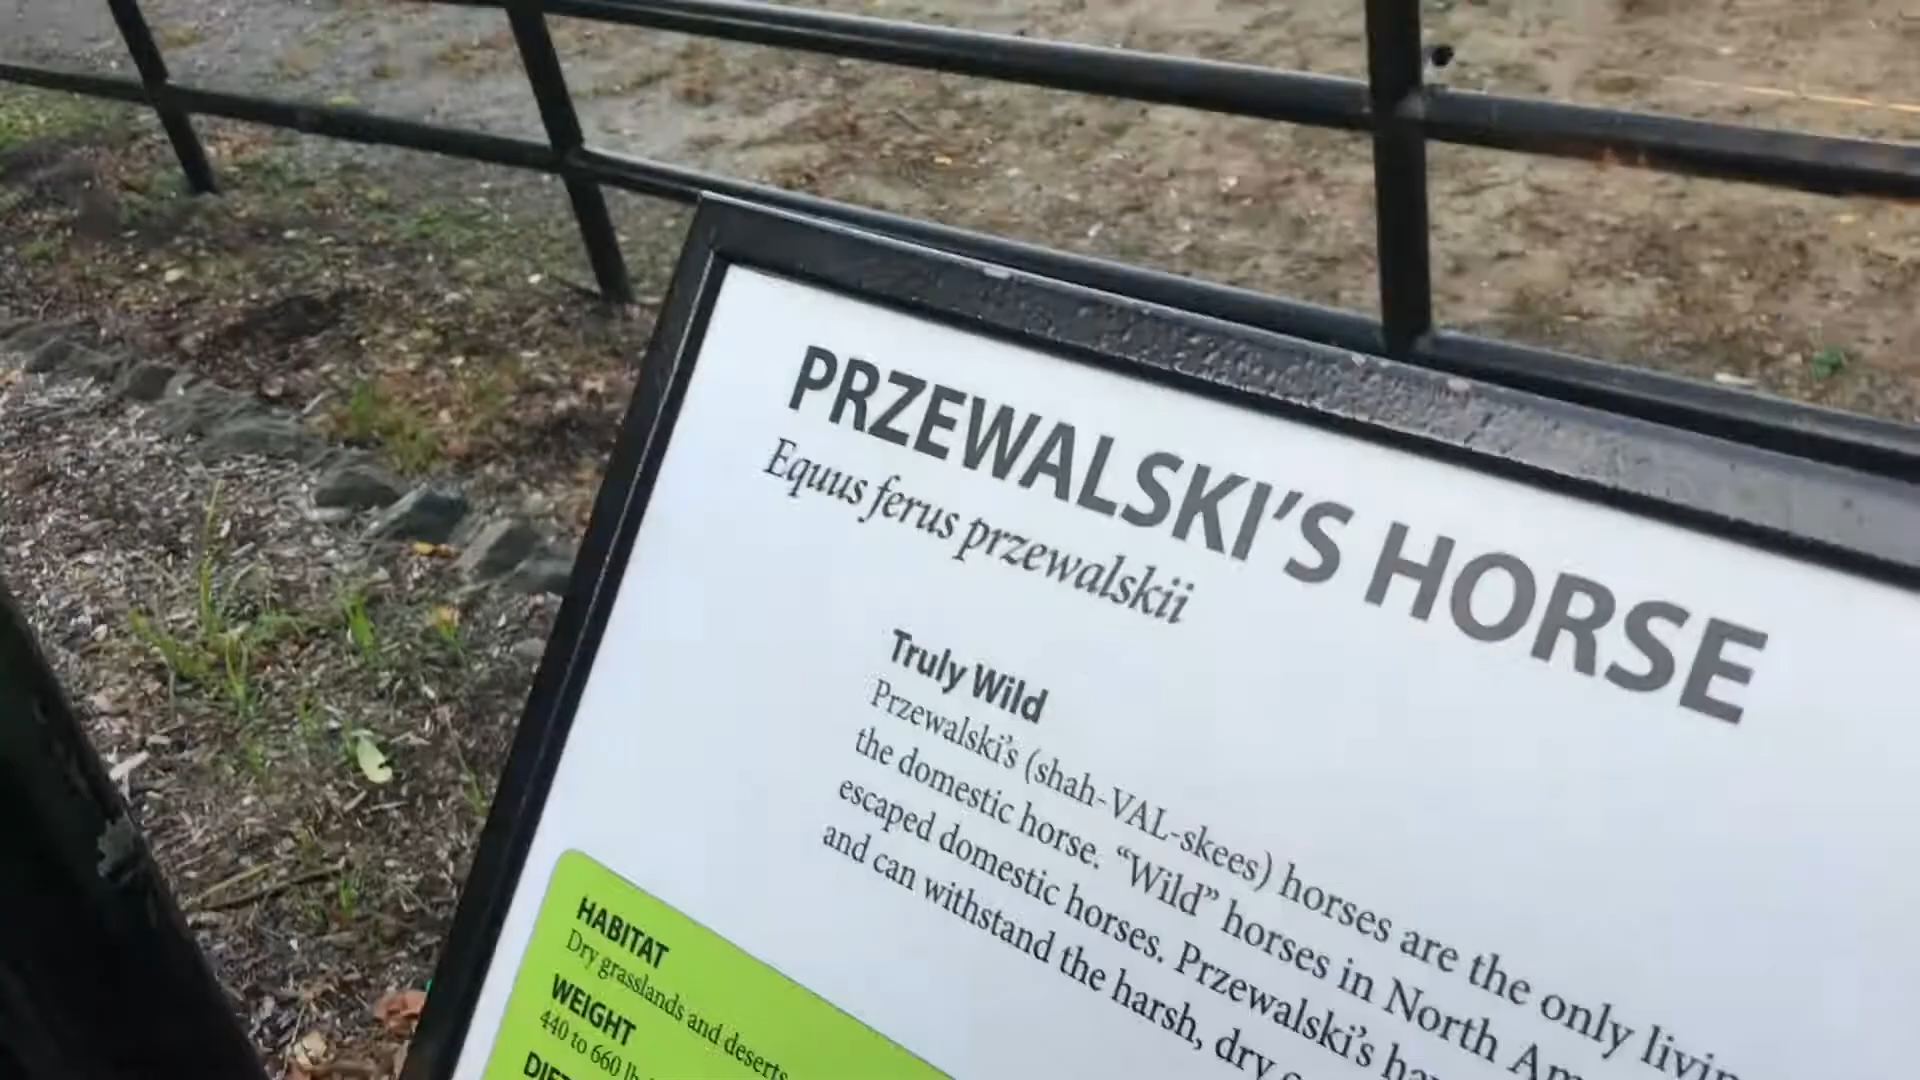 PRZEWALSKI’S HORSE
Equus ferus przewalskii
Truly Wild
Przewalski’s (shah-VAL-skees) horses are the only
the domestic horse. “Wild” horses in North
escaped domestic horses. Przewalski’s
and can withstand the harsh, dry
HABITAT
Dry grasslands and deserts
WEIGHT
440 to 660